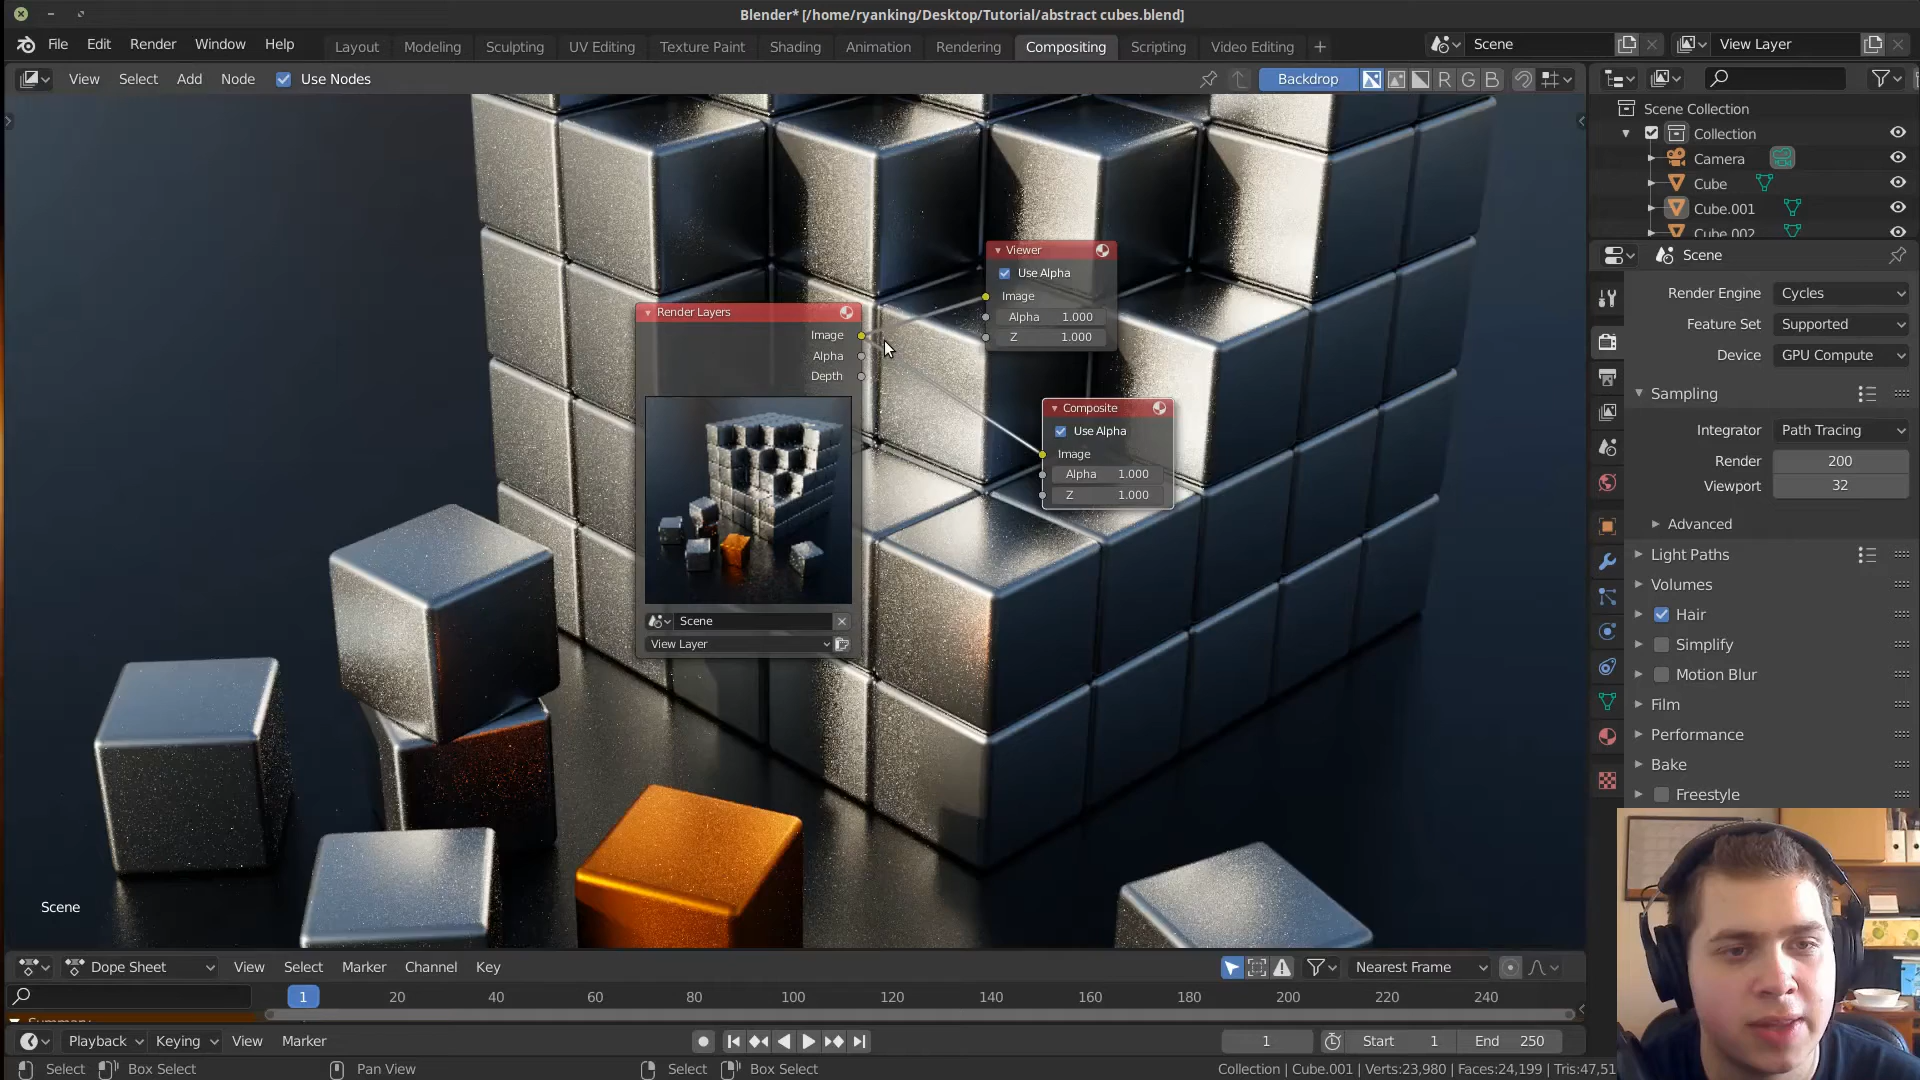 Blender* [/home/ryanking/Desktop/Tutorial/abstract cubes.blend]
File Edit Render Window Help Layout Modeling Sculpting UV Editing Texture Paint Shading Animation Rendering Compositing Scripting Video Editing + Scene View Layer
View Select Add Node Use Nodes Backdrop R G B
Scene Collection
Collection
Camera
Cube
Cube.001
Cube.002
Scene
Render Engine Cycles
Feature Set Supported
Device GPU Compute
Sampling
Integrator Path Tracing
Render 200
Viewport 32
Advanced
Light Paths
Volumes
Hair
Simplify
Motion Blur
Film
Performance
Bake
Freestyle
Viewer
Use Alpha
Image
Alpha 1.000
Z 1.000
Render Layers
Image
Alpha
Depth
Scene
View Layer
Composite
Use Alpha
Image
Alpha 1.000
Z 1.000
Scene
Dope Sheet View Select Marker Channel Key Nearest Frame
1 20 40 60 80 100 120 140 160 180 200 220 240
Summary
Playback Keying View Marker 1 Start 1 End 250
Select Box Select Pan View Select Box Select Collection | Cube.001 | Verts:23,980 | Faces:24,199 | Tris:47,51